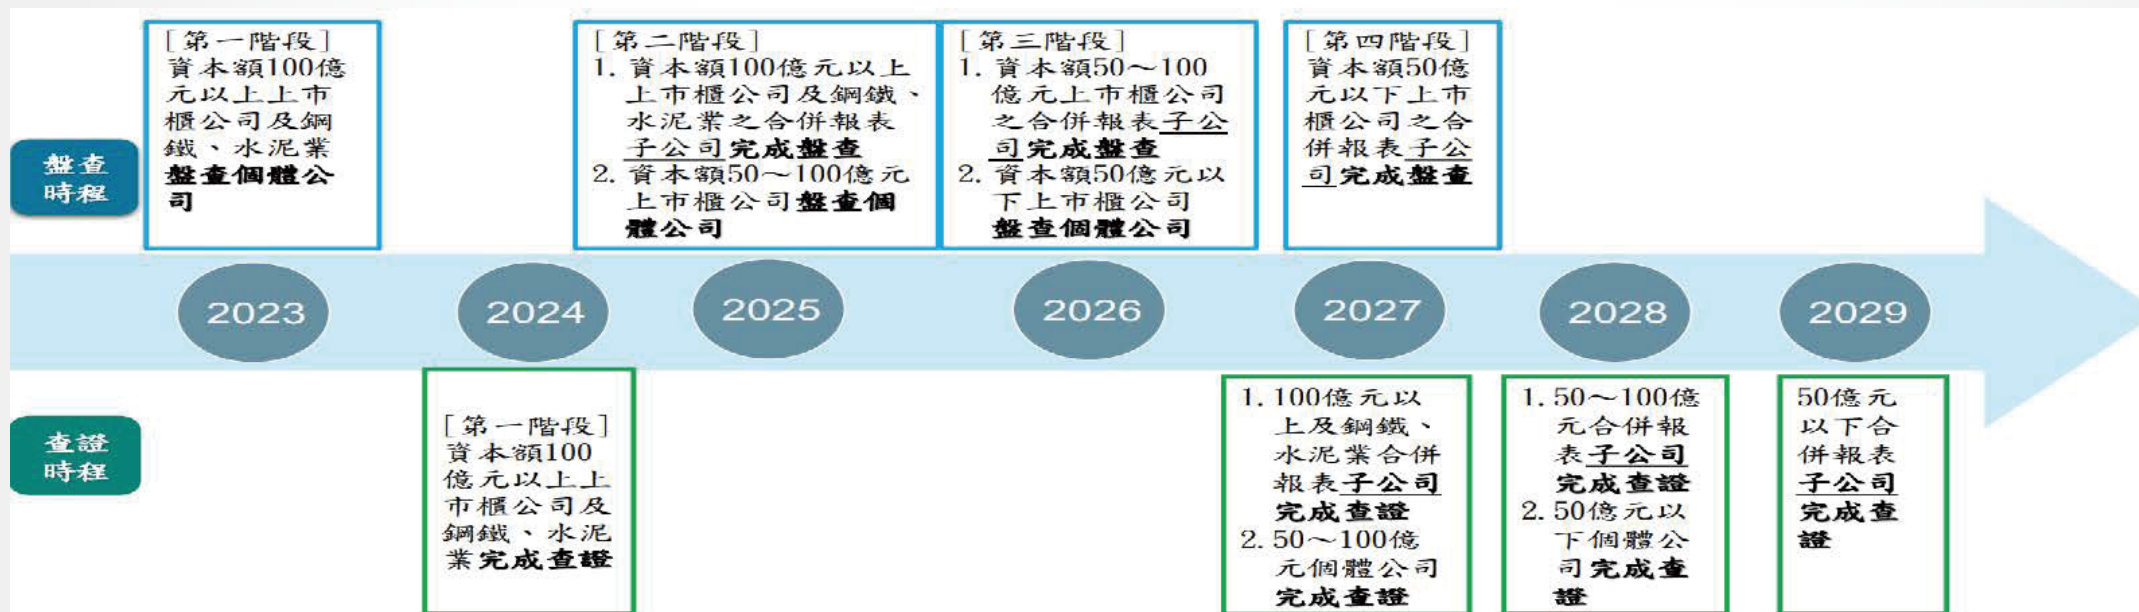 [第一階段]
資本額100億
元以上上市
櫃公司及鋼
鐵、水泥業
盤查個體公
司
[第二階段]
1. 資本額100億元以上
上市櫃公司及鋼鐵、
水泥業之合併報表
子公司完成盤查
2. 資本額50～100億元
上市櫃公司盤查個
體公司
[第三階段]
1. 資本額50～100
億元上市櫃公司
之合併報表子公
司完成盤查
2. 資本額50億元以
下上市櫃公司
盤查個體公司
[第四階段]
資本額50億
元以下上市
櫃公司之合
併報表子公
司完成盤查
盤查
時程
2023
2024
2025
2026
2027
2028
2029
查證
時程
[第一階段]
資本額100
億元以上上
市櫃公司及
鋼鐵、水泥
業完成查證
1. 100億元以
上及鋼鐵、
水泥業合併
報表子公司
完成查證
2. 50～100億
元個體公司
完成查證
1. 50～100億
元合併報
表子公司
完成查證
2. 50億元以
下個體公
司完成查
證
50億元
以下合
併報表
子公司
完成查
證